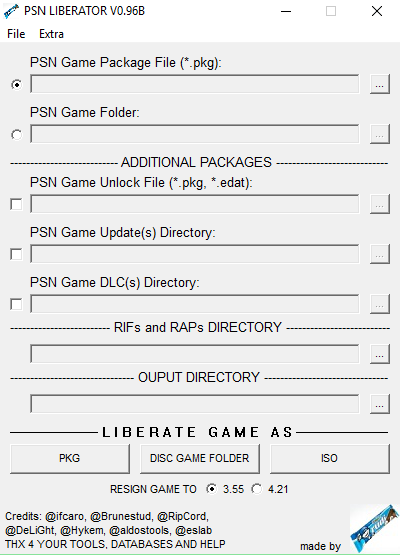 PSN LIBERATOR V0.96B
File Extra
PSN Game Package File (*.pkg):
...
PSN Game Folder:
...
ADDITIONAL PACKAGES
PSN Game Unlock File (*.pkg, *.edat):
...
PSN Game Update(s) Directory:
...
PSN Game DLC(s) Directory:
...
RIFs and RAPs DIRECTORY
...
OUPUT DIRECTORY
...
LIBERATE GAME AS
PKG DISC GAME FOLDER ISO
RESIGN GAME TO 3.55 4.21
Credits: @ifcaro, @Brunestud, @RipCord,
@DeLiGht, @Hykem, @aldostools, @eslab
THX 4 YOUR TOOLS, DATABASES AND HELP
made by